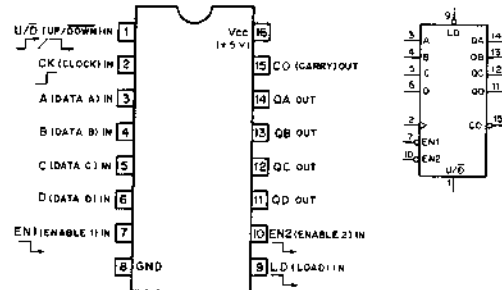 U/D̅ (UP/D̅O̅W̅N̅) IN 1
CK (CLOCK) IN 2
A (DATA A) IN 3
B (DATA B) IN 4
C (DATA C) IN 5
D (DATA D) IN 6
EN1 (ENABLE 1) IN 7
8 GND
Vcc (+5V) 16
15 CO (CARRY) OUT
14 QA OUT
13 QB OUT
12 QC OUT
11 QD OUT
10 EN2 (ENABLE 2) IN
9 LD (LOAD) IN
9
LD
3 A QA 14
4 B QB 13
5 C QC 12
6 D QD 11
2 CO 15
7 EN1
10 EN2
U/D̅
1